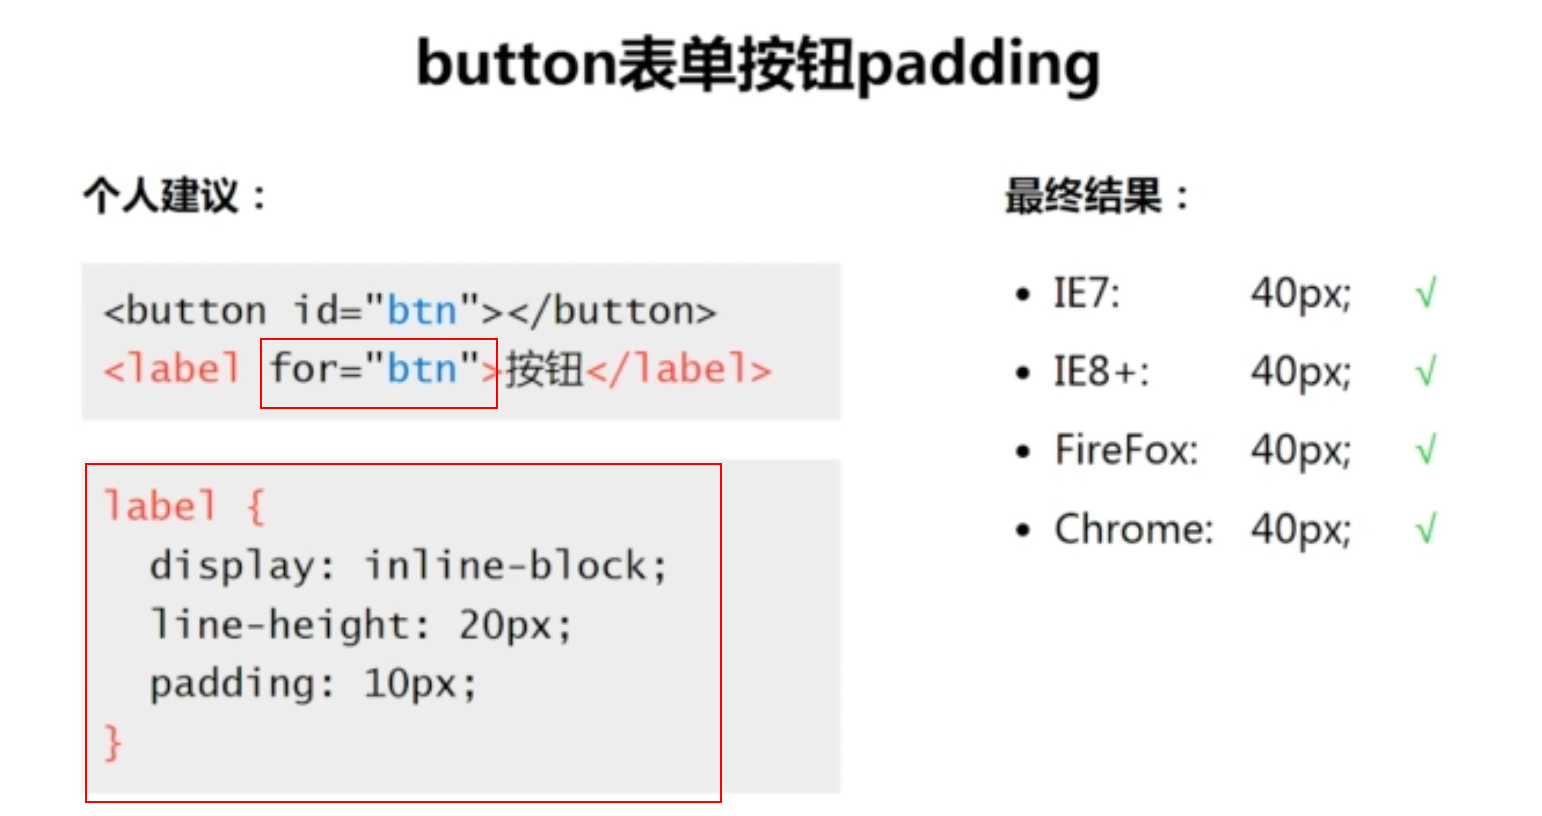 button表单按钮padding
个人建议：
<button id="btn"></button>
<label for="btn">按钮</label>
label {
display: inline-block;
line-height: 20px;
padding: 10px;
}
最终结果：
• IE7: 40px; √
• IE8+: 40px; √
• FireFox: 40px; √
• Chrome: 40px; √